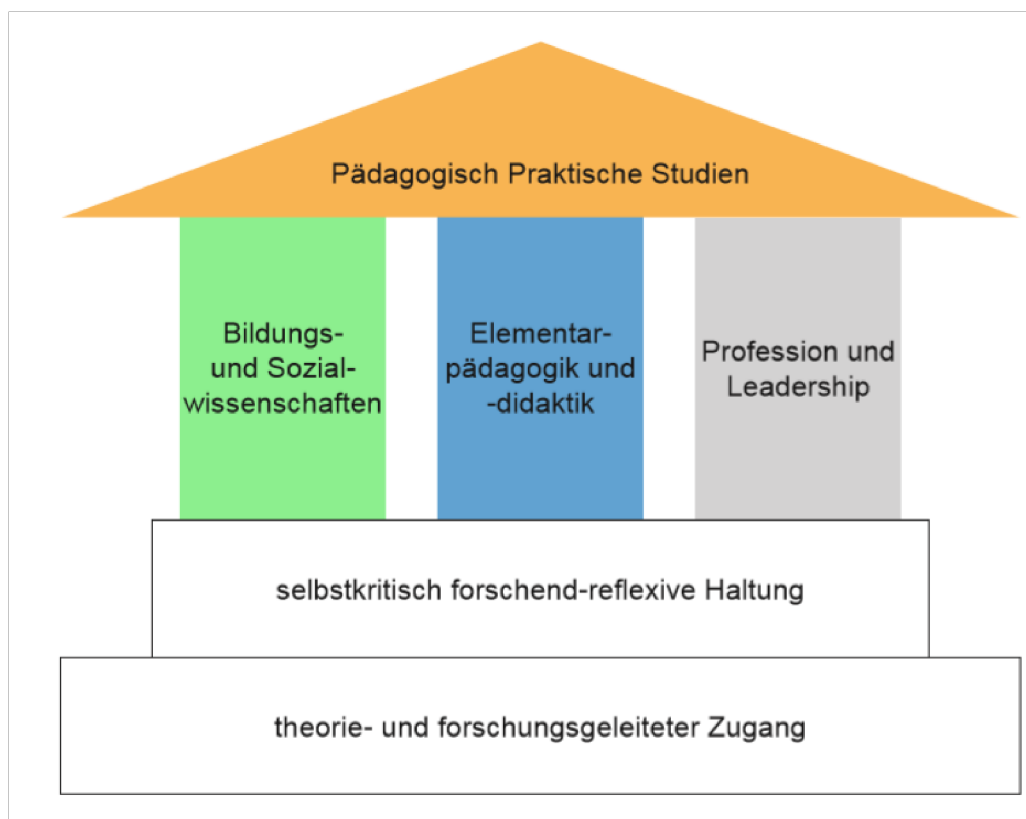 Pädagogisch Praktische Studien
Bildungs-
und Sozial-
wissenschaften
Elementar-
pädagogik und
-didaktik
Profession und
Leadership
selbstkritisch forschend-reflexive Haltung
theorie- und forschungsgeleiteter Zugang